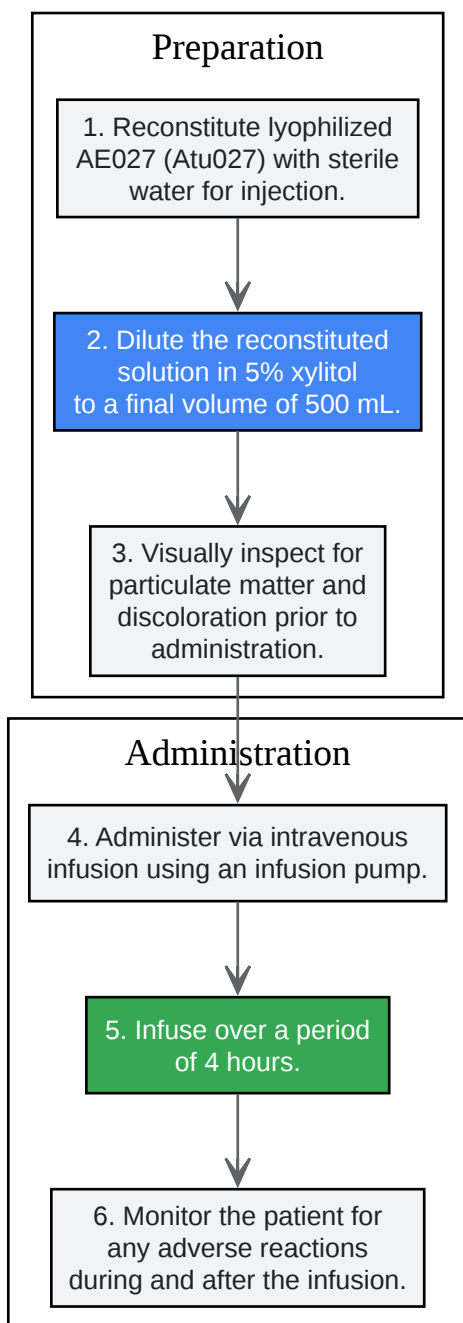 Preparation
1. Reconstitute lyophilized
AE027 (Atu027) with sterile
water for injection.
2. Dilute the reconstituted
solution in 5% xylitol
to a final volume of 500 mL.
3. Visually inspect for
particulate matter and
discoloration prior to
administration.
Administration
4. Administer via intravenous
infusion using an infusion pump.
5. Infuse over a period
of 4 hours.
6. Monitor the patient for
any adverse reactions
during and after the infusion.